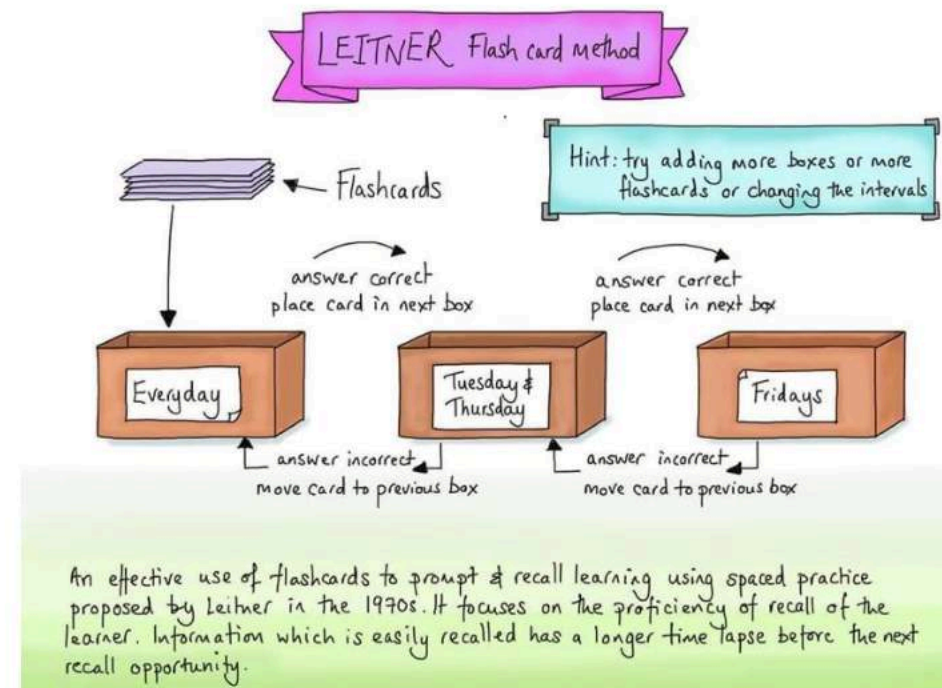 LEITNER Flash card method
Hint: try adding more boxes or more
flashcards or changing the intervals
Flashcards
answer correct
place card in next box
answer correct
place card in next box
Everyday
Tuesday &
Thursday
Fridays
answer incorrect
move card to previous box
answer incorrect
move card to previous box
An effective use of flashcards to prompt & recall learning using spaced practice
proposed by Leitner in the 1970s. It focuses on the proficiency of recall of the
learner. Information which is easily recalled has a longer time lapse before the next
recall opportunity.